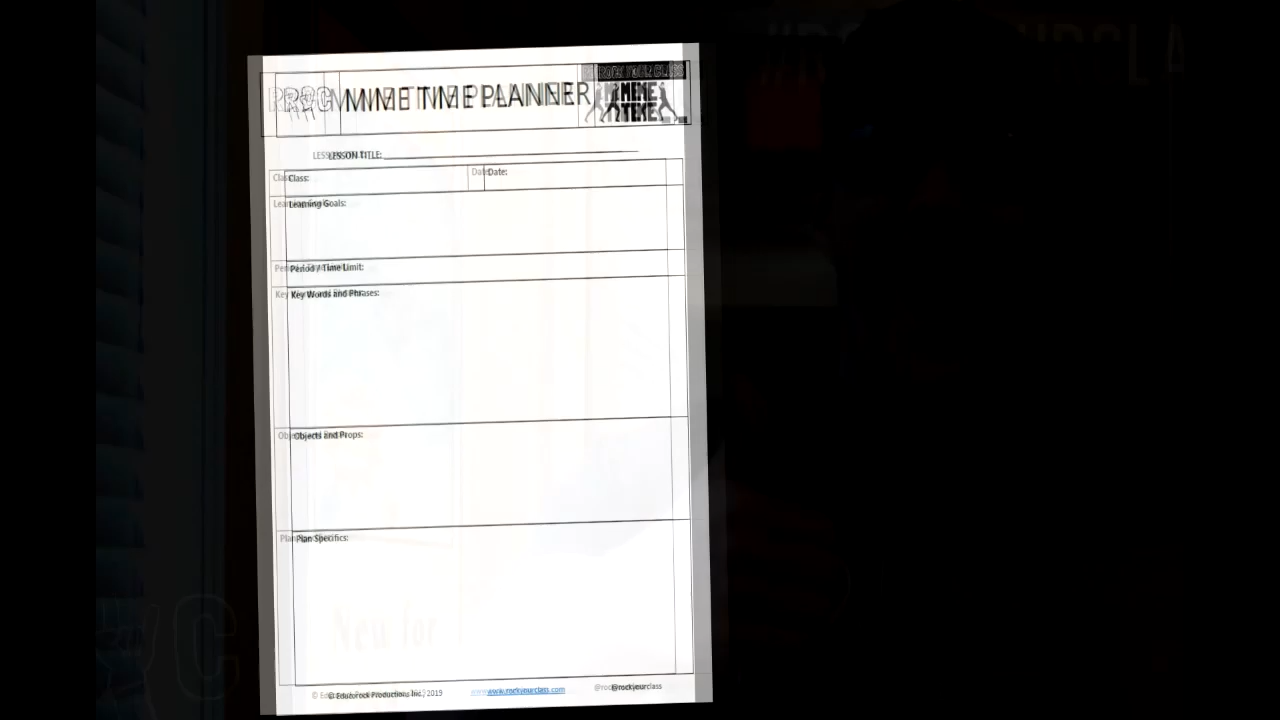 MIME TIME PLANNER
ROCK YOUR CLASS
MIME
TIME
LESSON TITLE:
Class:
Date:
Learning Goals:
Period / Time Limit:
Key Words and Phrases:
Objects and Props:
Plan Specifics:
© Edurorock Productions Inc, 2019
www.rockyourclass.com
@rockyourclass